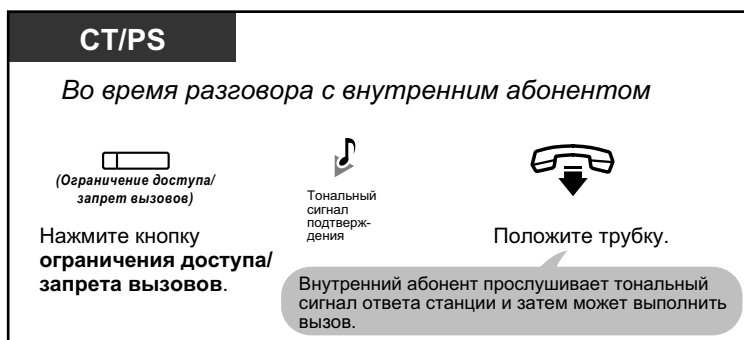 CT/PS
Во время разговора с внутренним абонентом
(Ограничение доступа/
запрет вызовов)
Нажмите кнопку
ограничения доступа/
запрета вызовов.
Тональный
сигнал
подтверж-
дения
Положите трубку.
Внутренний абонент прослушивает тональный
сигнал ответа станции и затем может выполнить
вызов.